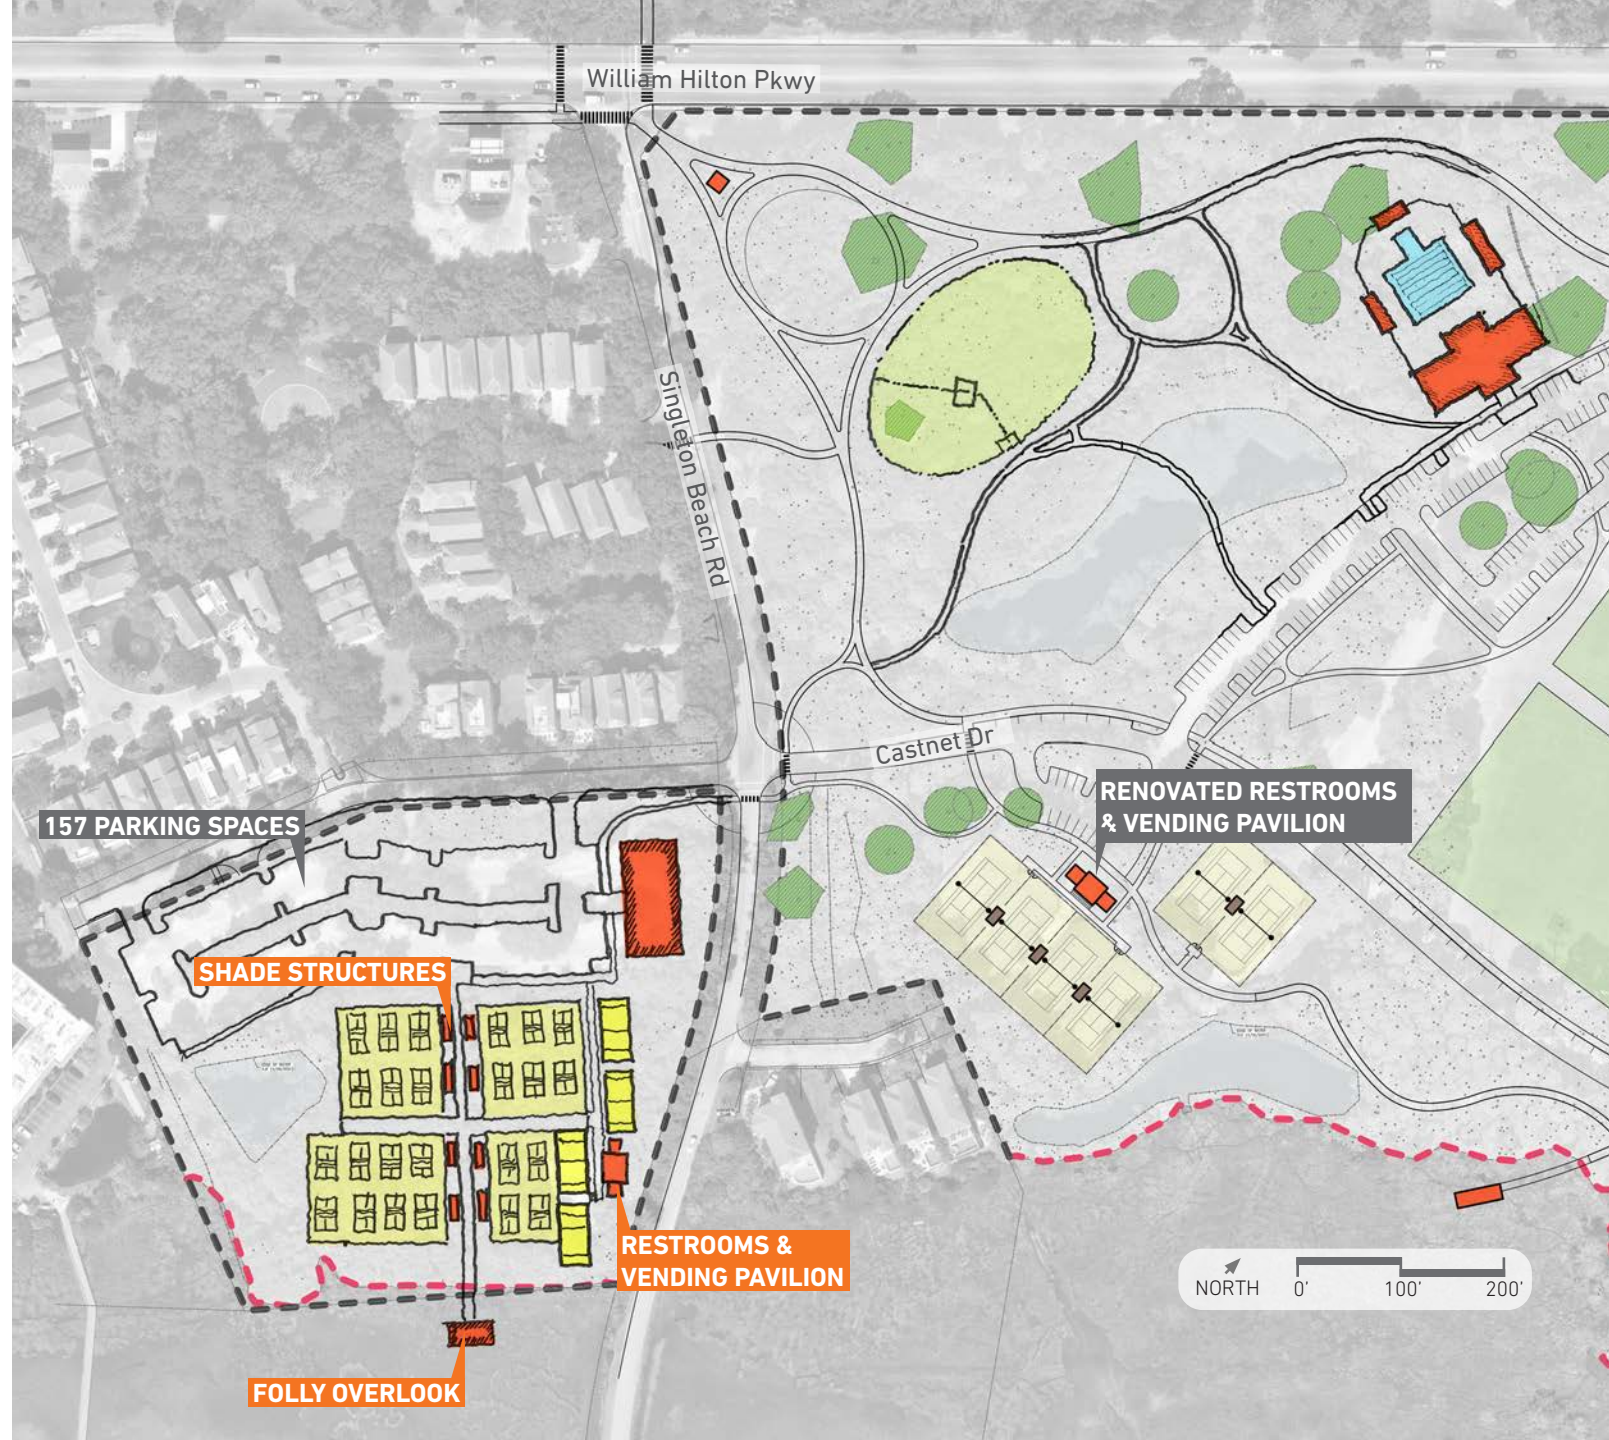 William Hilton Pkwy
Singleton Beach Rd
Castnet Dr
RENOVATED RESTROOMS
& VENDING PAVILION
157 PARKING SPACES
SHADE STRUCTURES
RESTROOMS &
VENDING PAVILION
NORTH
0'
100'
200'
FOLLY OVERLOOK